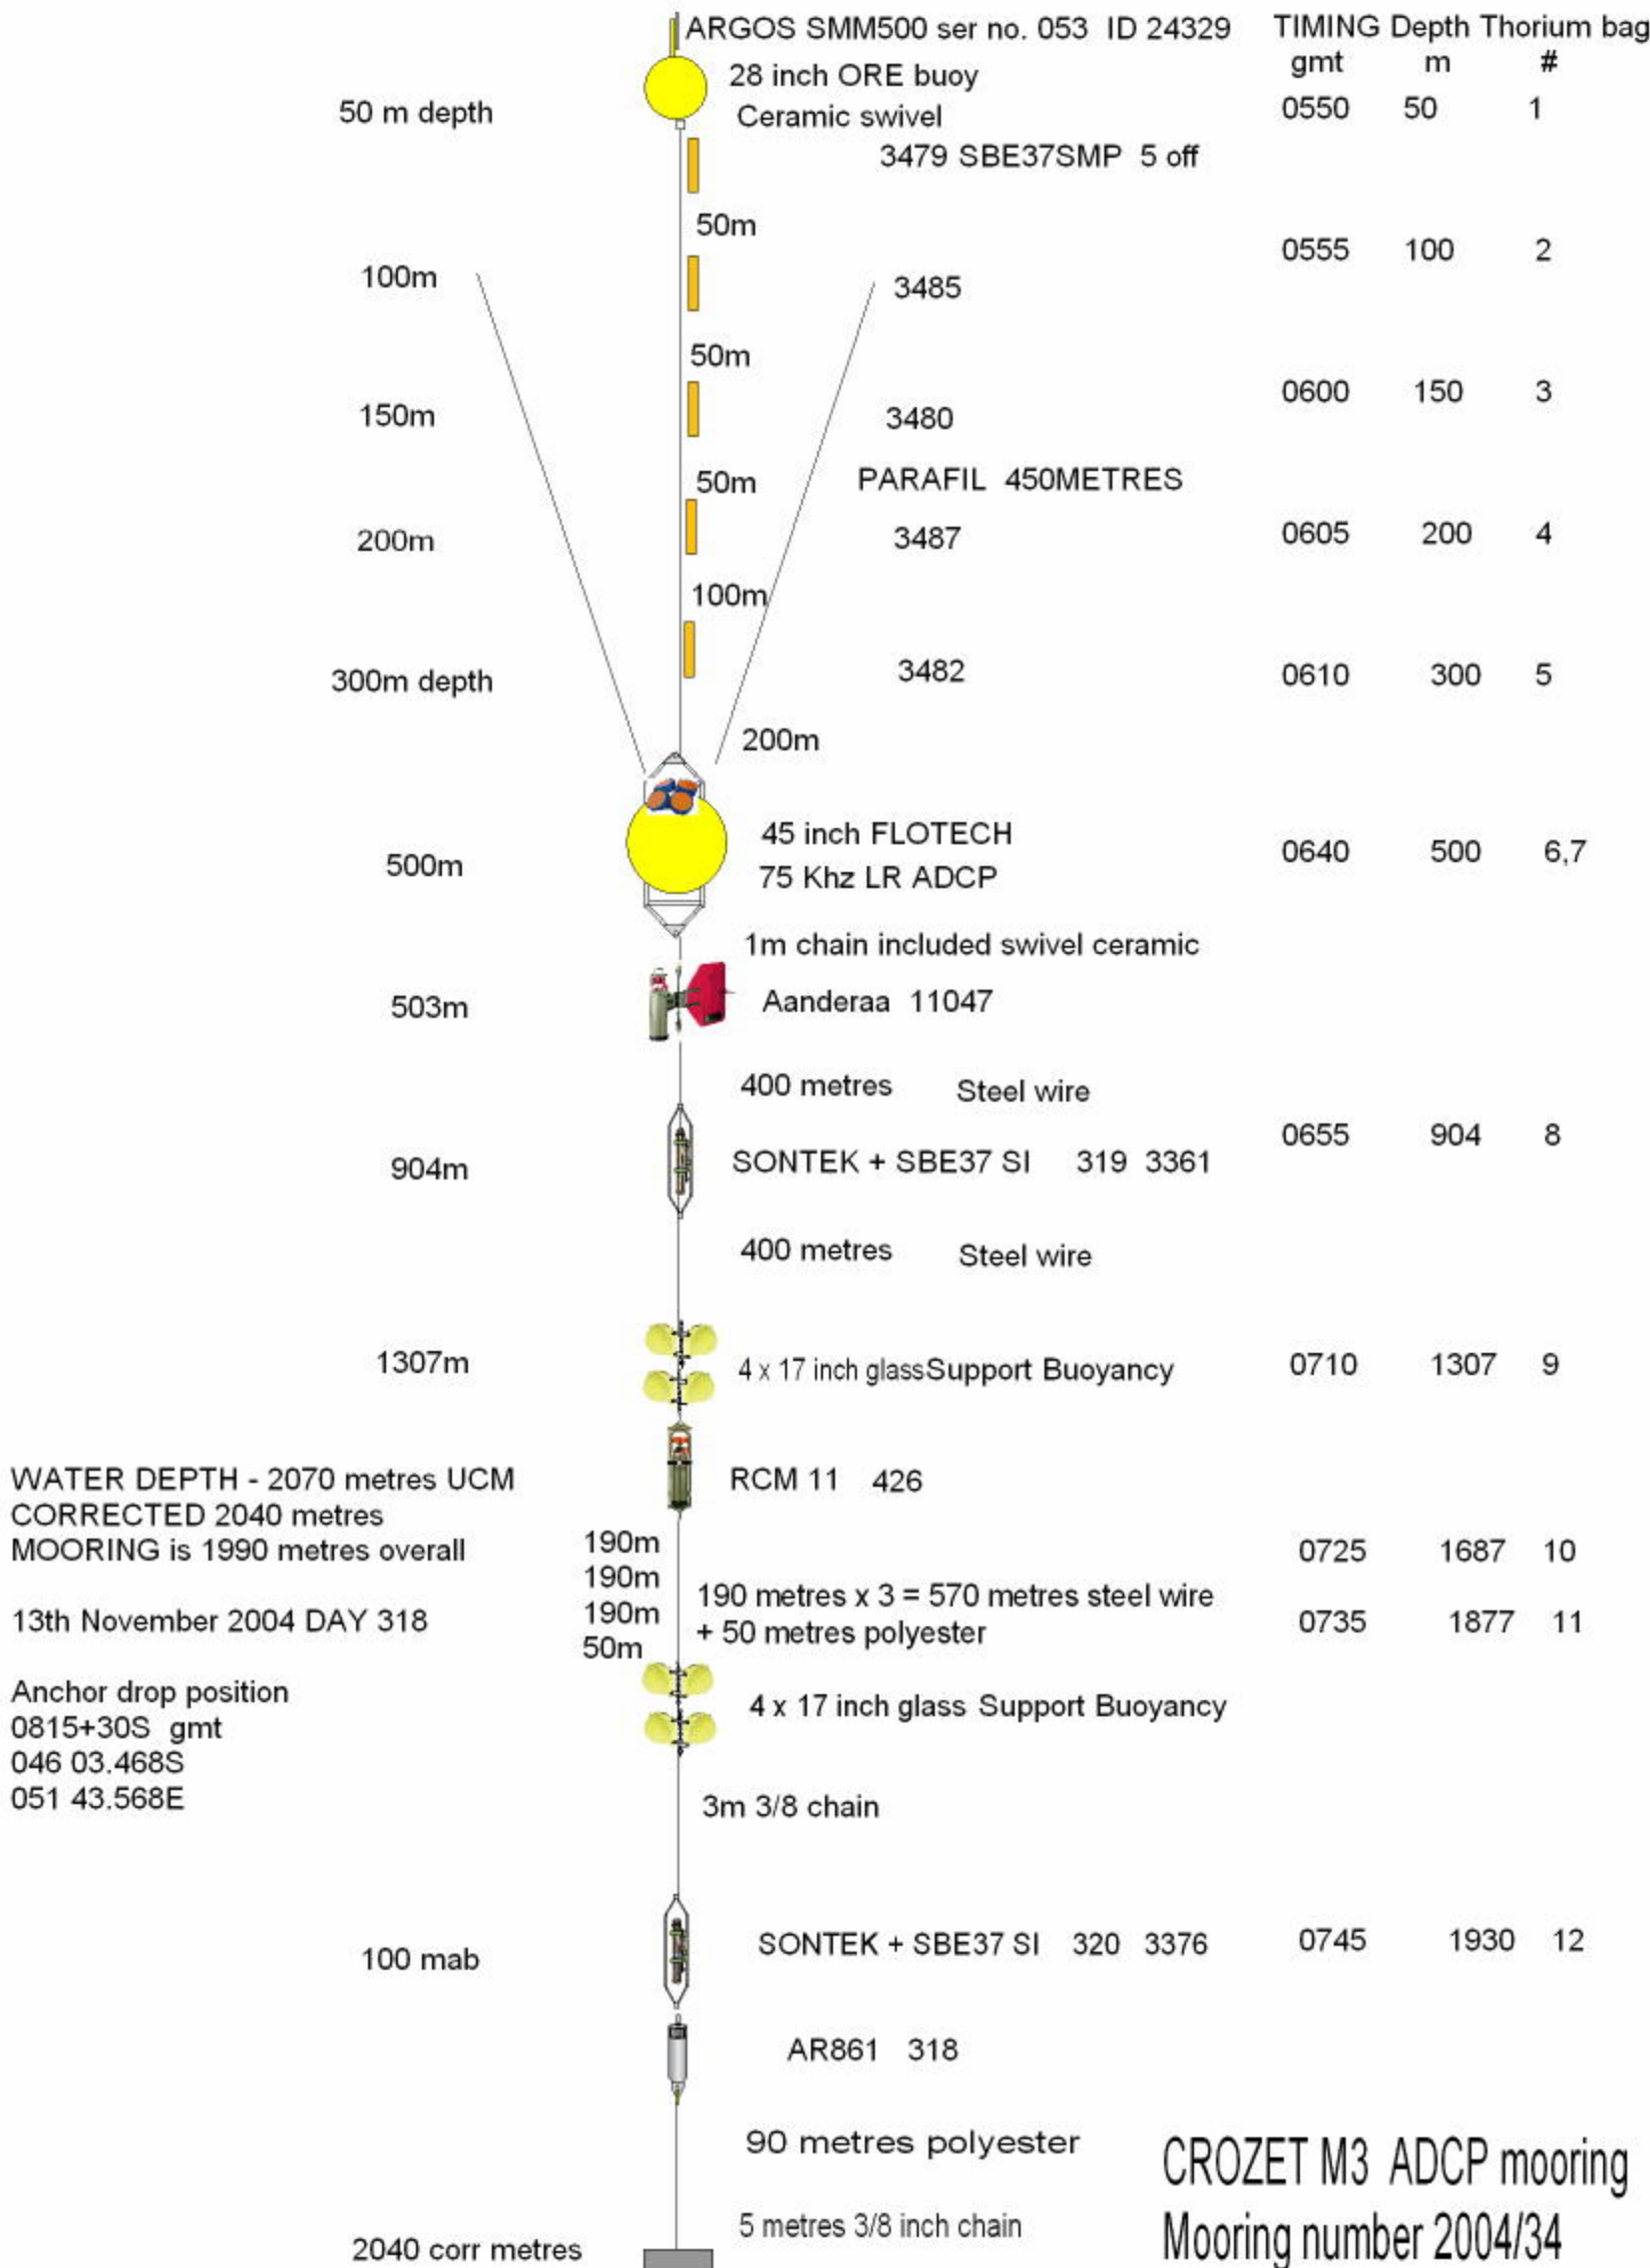 ARGOS SMM500 ser no. 053 ID 24329
TIMING Depth Thorium bag
gmt m #
28 inch ORE buoy
50 m depth
Ceramic swivel
0550 50 1
3479 SBE37SMP 5 off
50m
0555 100 2
100m
3485
50m
0600 150 3
150m
3480
50m
PARAFIL 450METRES
200m
3487
0605 200 4
100m
300m depth
3482
0610 300 5
200m
45 inch FLOTECH
500m
75 Khz LR ADCP
0640 500 6,7
1m chain included swivel ceramic
503m
Aanderaa 11047
400 metres Steel wire
0655 904 8
904m
SONTEK + SBE37 SI 319 3361
400 metres Steel wire
1307m
4 x 17 inch glassSupport Buoyancy
0710 1307 9
WATER DEPTH - 2070 metres UCM
CORRECTED 2040 metres
MOORING is 1990 metres overall
RCM 11 426
190m
190m
190m
50m
0725 1687 10
190 metres x 3 = 570 metres steel wire
+ 50 metres polyester
0735 1877 11
13th November 2004 DAY 318
Anchor drop position
0815+30S gmt
046 03.468S
051 43.568E
4 x 17 inch glass Support Buoyancy
3m 3/8 chain
100 mab
SONTEK + SBE37 SI 320 3376
0745 1930 12
AR861 318
90 metres polyester
5 metres 3/8 inch chain
2040 corr metres
CROZET M3 ADCP mooring
Mooring number 2004/34